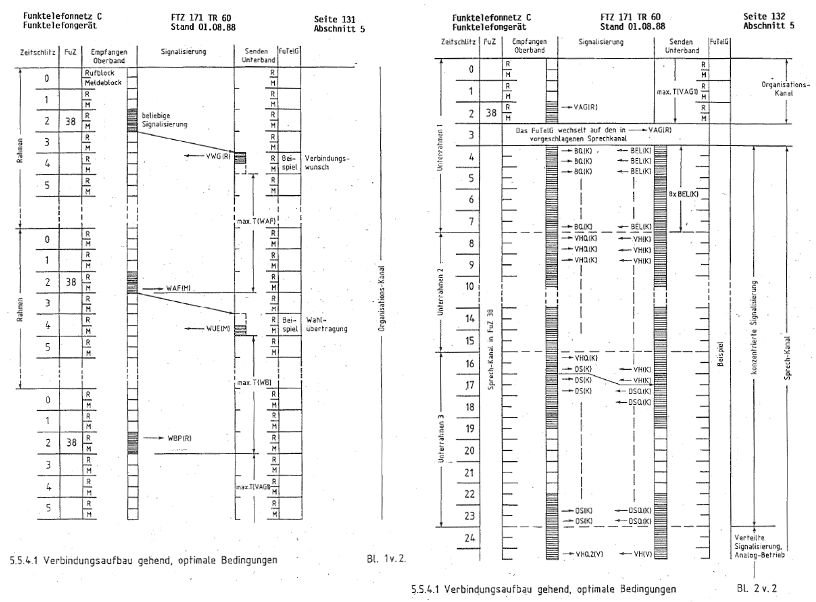 Funktelefonnetz C FTZ 171 TR 60 Seite 131
Funktelefongerät Stand 01.08.88 Abschnitt 5
Zeitschlitz FuZ Empfangen Signalisierung Senden FuTelG
Oberband Unterband
Rahmen
0 Rufblock R
Meldeblock M
1 R R
M M
2 38 R beliebige R
M Signalisierung M
3 R R
M M
4 R VWG(R) R Bei- Verbindungs-
M M spiel wunsch
5 R R
M M
max. T(WAF)
Rahmen
0 R R
M M
1 R R
M M
2 38 R R
M WAF(M) M
3 R R
M M
4 R R Bei- Wahl-
M WUE(M) M spiel übertragung
5 R R
M M
max. T(WB)
0 R R
M M
1 R R
M M
2 38 R WBP(R) R
M M
3 R R
M M
4 R R
M max.T(VAG) M
5 R R
M M
Organisations-Kanal
5.5.4.1 Verbindungsaufbau gehend, optimale Bedingungen Bl. 1v.2.
Funktelefonnetz C FTZ 171 TR 60 Seite 132
Funktelefongerät Stand 01.08.88 Abschnitt 5
Zeitschlitz FuZ Empfangen Signalisierung Senden FuTelG
Oberband Unterband
Unterrahmen 1
0 R R
M M
1 R max. T(VAG) R Organisations-
M M Kanal
2 38 R VAG(R) R
M M
3 Das FuTelG wechselt auf den in VAG(R)
vorgeschlagenen Sprechkanal
4 BQ(K) BEL(K)
BQ(K) BEL(K)
5 BQ(K) BEL(K)
6 8x BEL(K)
7 BQ(K) BEL(K)
Unterrahmen 2
8 VHQ(K) VH(K)
VHQ(K) VH(K)
9 VHQ(K) VH(K)
10
14
15
Sprech-Kanal in FuZ 38
Unterrahmen 3
16 VHQ(K)
DS(K) VH(K)
17 DS(K) VH(K)
DS(K) DSQ(K)
18 DSQ(K)
19
20
21
22
23 DS(K) DSQ(K)
DS(K) DSQ(K)
24 VHQ2(V) VH(V)
Beispiel
konzentrierte Signalisierung
Sprech-Kanal
Verteilte
Signalisierung,
Analog-Betrieb
5.5.4.1 Verbindungsaufbau gehend, optimale Bedingungen Bl. 2 v. 2